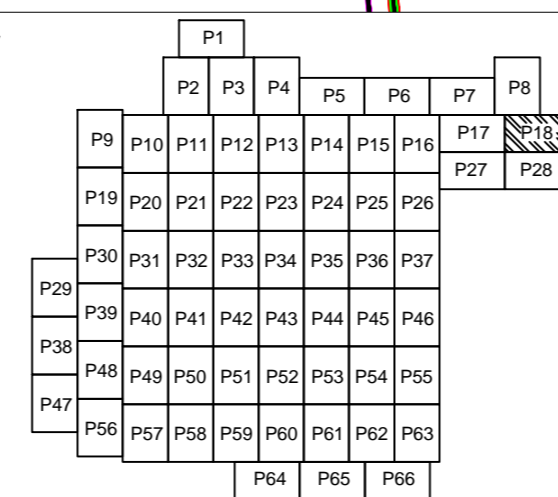 P1
P2 P3 P4 P5 P6 P7 P8
P9 P10 P11 P12 P13 P14 P15 P16 P17 P18
P19 P20 P21 P22 P23 P24 P25 P26 P27 P28
P29 P30 P31 P32 P33 P34 P35 P36 P37
P38 P39 P40 P41 P42 P43 P44 P45 P46
P47 P48 P49 P50 P51 P52 P53 P54 P55
P56 P57 P58 P59 P60 P61 P62 P63
P64 P65 P66